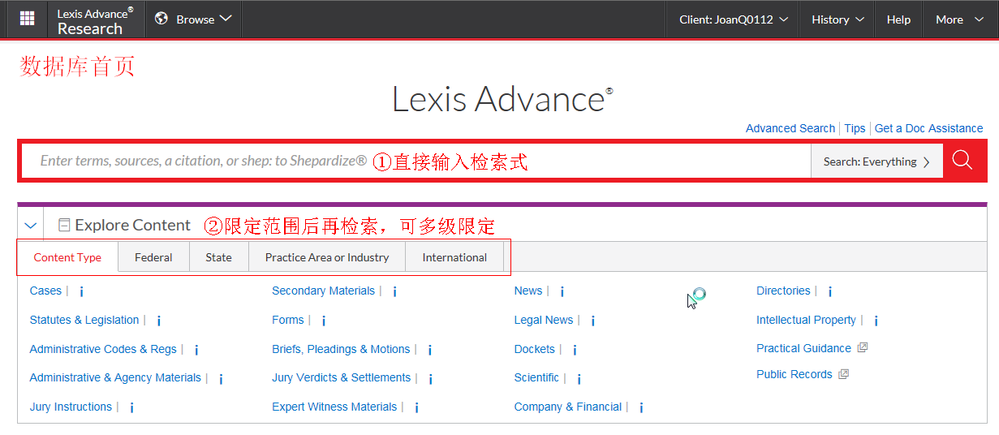 Lexis Advance®
Research
Browse
Client: JoanQ0112
History
Help
More
数据库首页
Lexis Advance®
Advanced Search | Tips | Get a Doc Assistance
Enter terms, sources, a citation, or shep: to Shepardize® ①直接输入检索式
Search: Everything
Explore Content ②限定范围后再检索，可多级限定
Content Type Federal State Practice Area or Industry International
Cases | i Secondary Materials | i News | i Directories | i
Statutes & Legislation | i Forms | i Legal News | i Intellectual Property | i
Administrative Codes & Regs | i Briefs, Pleadings & Motions | i Dockets | i Practical Guidance
Administrative & Agency Materials | i Jury Verdicts & Settlements | i Scientific | i Public Records
Jury Instructions | i Expert Witness Materials | i Company & Financial | i